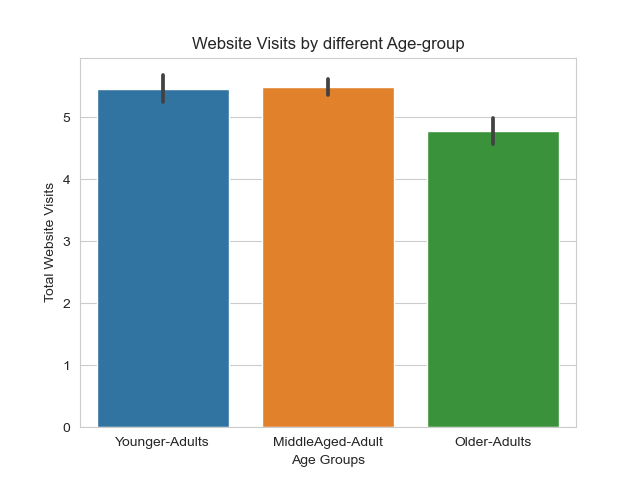 Website Visits by different Age-group
Total Website Visits
5
4
3
2
1
0
Younger-Adults
MiddleAged-Adult
Older-Adults
Age Groups